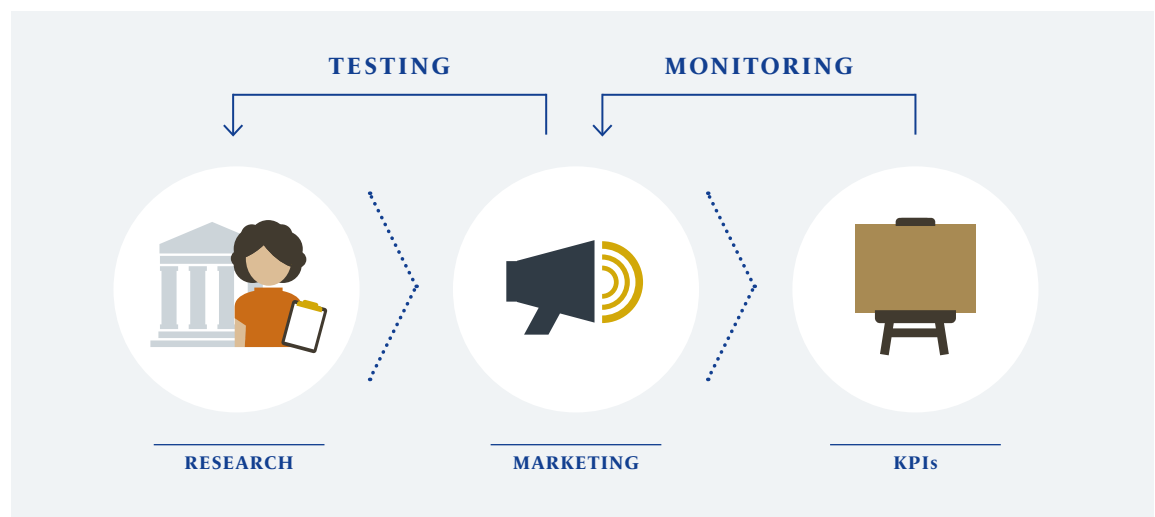 TESTING
MONITORING
RESEARCH
MARKETING
KPIs